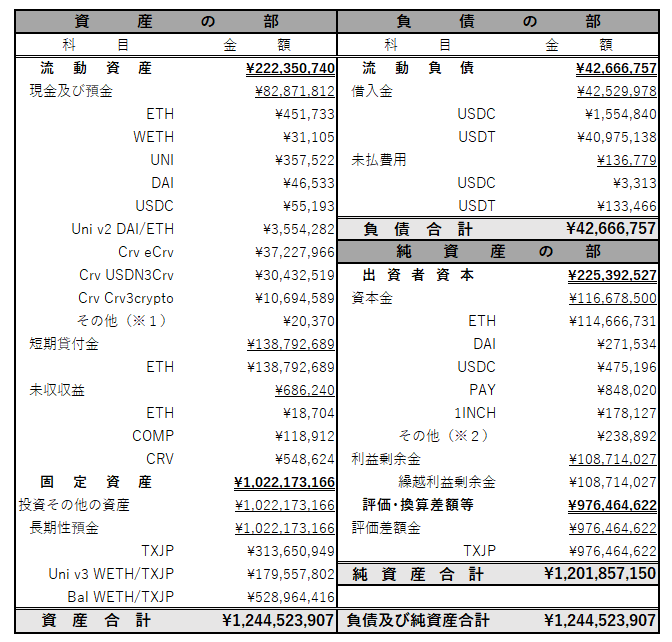 資産の部
科目 金額
流動資産 ¥222,350,740
現金及び預金 ¥82,871,812
ETH ¥451,733
WETH ¥31,105
UNI ¥357,522
DAI ¥46,533
USDC ¥55,193
Uni v2 DAI/ETH ¥3,554,282
Crv eCrv ¥37,227,966
Crv USDN3Crv ¥30,432,519
Crv Crv3crypto ¥10,694,589
その他（※１） ¥20,370
短期貸付金 ¥138,792,689
ETH ¥138,792,689
未収収益 ¥686,240
ETH ¥18,704
COMP ¥118,912
CRV ¥548,624
固定資産 ¥1,022,173,166
投資その他の資産 ¥1,022,173,166
長期性預金 ¥1,022,173,166
TXJP ¥313,650,949
Uni v3 WETH/TXJP ¥179,557,802
Bal WETH/TXJP ¥528,964,416
資産合計 ¥1,244,523,907
負債の部
科目 金額
流動負債 ¥42,666,757
借入金 ¥42,529,978
USDC ¥1,554,840
USDT ¥40,975,138
未払費用 ¥136,779
USDC ¥3,313
USDT ¥133,466
負債合計 ¥42,666,757
純資産の部
出資者資本 ¥225,392,527
資本金 ¥116,678,500
ETH ¥114,666,731
DAI ¥271,534
USDC ¥475,196
PAY ¥848,020
1INCH ¥178,127
その他（※２） ¥238,892
利益剰余金 ¥108,714,027
繰越利益剰余金 ¥108,714,027
評価・換算差額等 ¥976,464,622
評価差額金 ¥976,464,622
TXJP ¥976,464,622
純資産合計 ¥1,201,857,150
負債及び純資産合計 ¥1,244,523,907